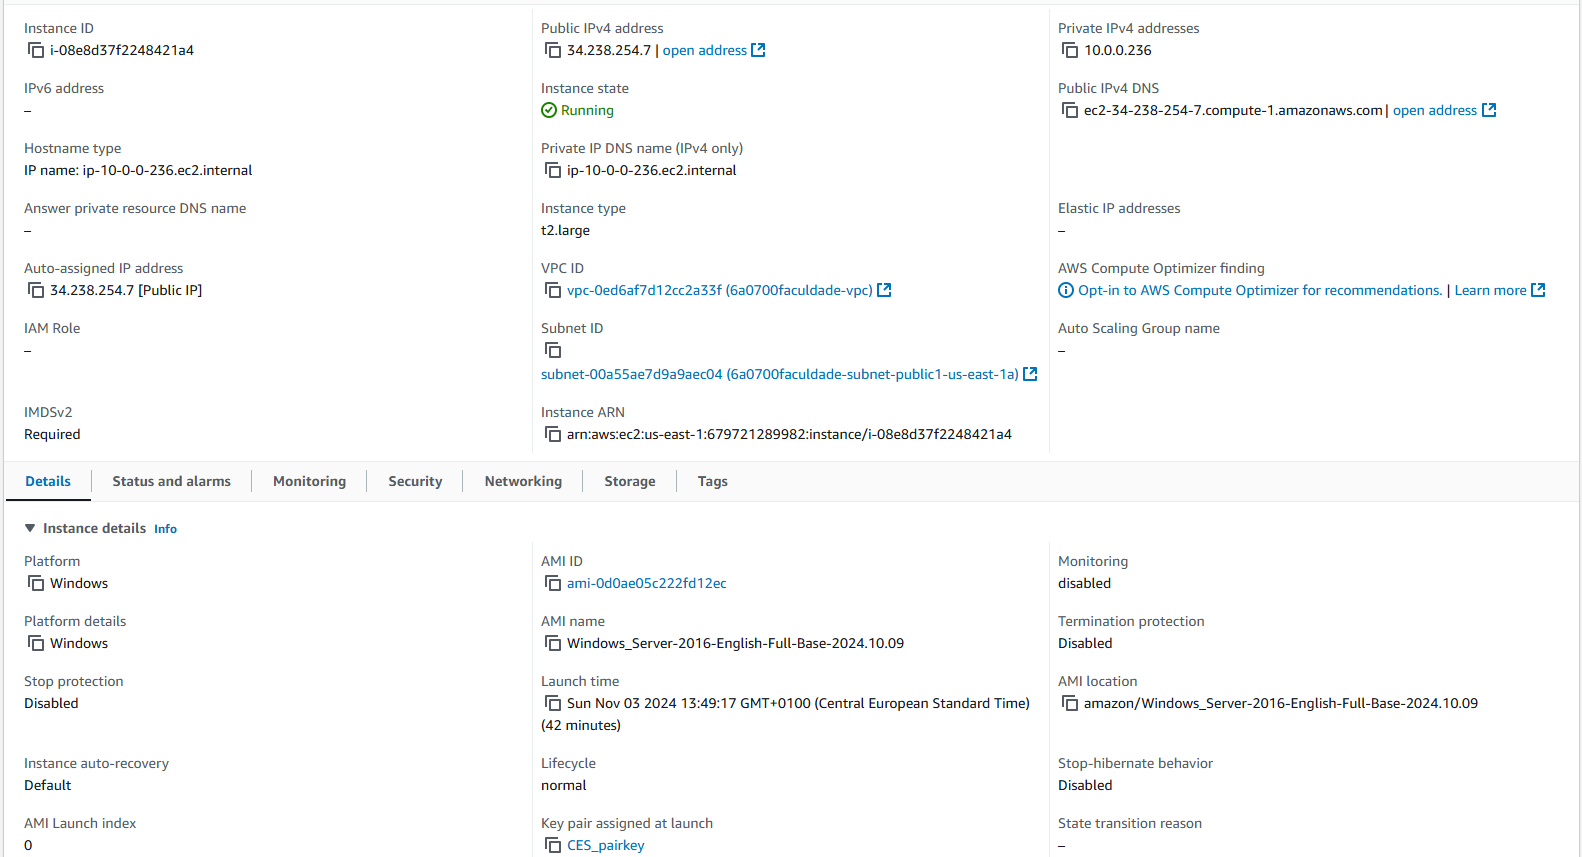 Instance ID
i-08e8d37f2248421a4
Public IPv4 address
34.238.254.7 | open address
Private IPv4 addresses
10.0.0.236
IPv6 address
–
Instance state
Running
Public IPv4 DNS
ec2-34-238-254-7.compute-1.amazonaws.com | open address
Hostname type
IP name: ip-10-0-0-236.ec2.internal
Private IP DNS name (IPv4 only)
ip-10-0-0-236.ec2.internal
Answer private resource DNS name
–
Instance type
t2.large
Elastic IP addresses
–
Auto-assigned IP address
34.238.254.7 [Public IP]
VPC ID
vpc-0ed6af7d12cc2a33f (6a0700faculdade-vpc)
AWS Compute Optimizer finding
Opt-in to AWS Compute Optimizer for recommendations. | Learn more
IAM Role
–
Subnet ID
subnet-00a55ae7d9a9aec04 (6a0700faculdade-subnet-public1-us-east-1a)
Auto Scaling Group name
–
IMDSv2
Required
Instance ARN
arn:aws:ec2:us-east-1:679721289982:instance/i-08e8d37f2248421a4
Details
Status and alarms
Monitoring
Security
Networking
Storage
Tags
Instance details Info
Platform
Windows
AMI ID
ami-0d0ae05c222fd12ec
Monitoring
disabled
Platform details
Windows
AMI name
Windows_Server-2016-English-Full-Base-2024.10.09
Termination protection
Disabled
Stop protection
Disabled
Launch time
Sun Nov 03 2024 13:49:17 GMT+0100 (Central European Standard Time)
(42 minutes)
AMI location
amazon/Windows_Server-2016-English-Full-Base-2024.10.09
Instance auto-recovery
Default
Lifecycle
normal
Stop-hibernate behavior
Disabled
AMI Launch index
0
Key pair assigned at launch
CES_pairkey
State transition reason
–